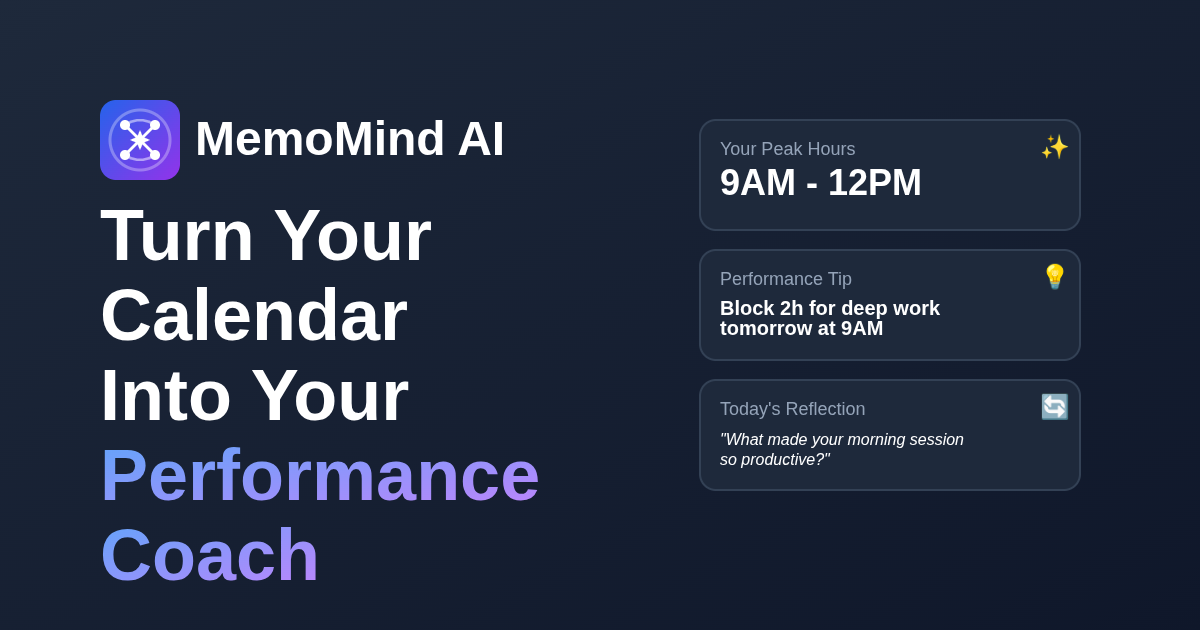 MemoMind AI
Turn Your
Calendar
Into Your
Performance
Coach
Your Peak Hours
9AM - 12PM
Performance Tip
Block 2h for deep work
tomorrow at 9AM
Today's Reflection
"What made your morning session
so productive?"